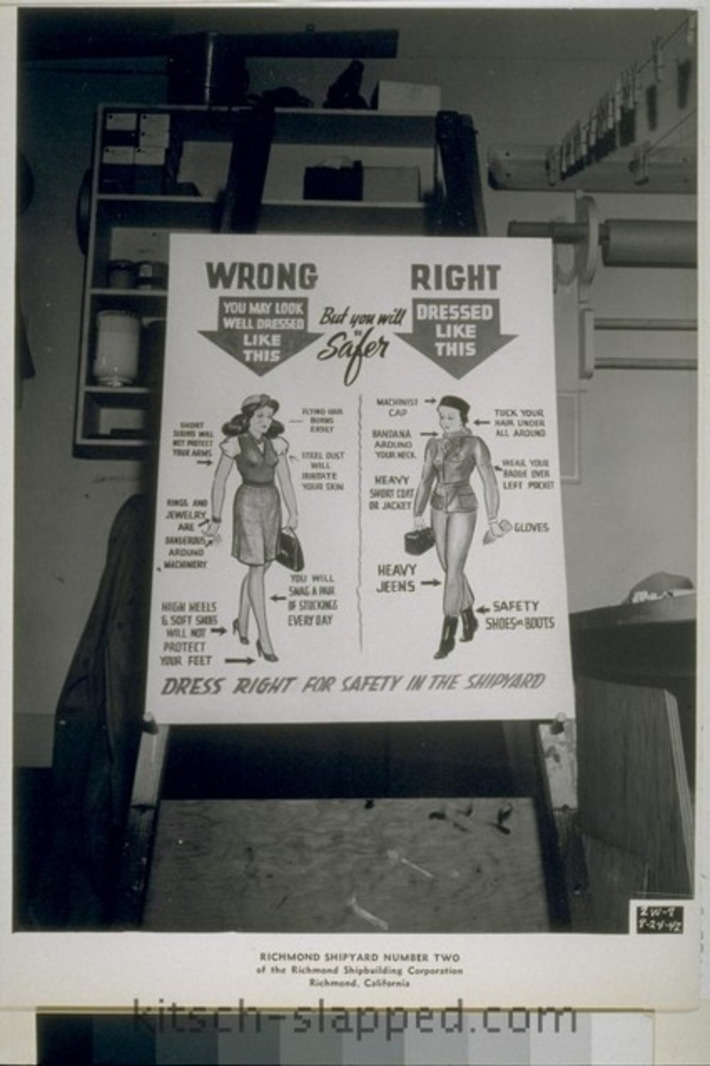 WRONG
YOU MAY LOOK
WELL DRESSED
LIKE
THIS
But you will
be
Safer
RIGHT
DRESSED
LIKE
THIS
FLYING HAIR
BURNS
EASILY
SHORT
SLEEVES WILL
NOT PROTECT
YOUR ARMS
STEEL DUST
WILL
IRRITATE
YOUR SKIN
RINGS AND
JEWELRY
ARE
DANGEROUS
AROUND
MACHINERY
YOU WILL
SNAG A PAIR
OF STOCKINGS
EVERY DAY
HIGH HEELS
& SOFT SHOES
WILL NOT
PROTECT
YOUR FEET
MACHINIST
CAP
TUCK YOUR
HAIR UNDER
ALL AROUND
BANDANA
AROUND
YOUR NECK
WEAR YOUR
BADGE OVER
LEFT POCKET
HEAVY
SHORT COAT
OR JACKET
GLOVES
HEAVY
JEENS
SAFETY
SHOES OR BOOTS
DRESS RIGHT FOR SAFETY IN THE SHIPYARD
2W-9
9-24-42
RICHMOND SHIPYARD NUMBER TWO
of the Richmond Shipbuilding Corporation
Richmond, California
kitsch-slapped.com